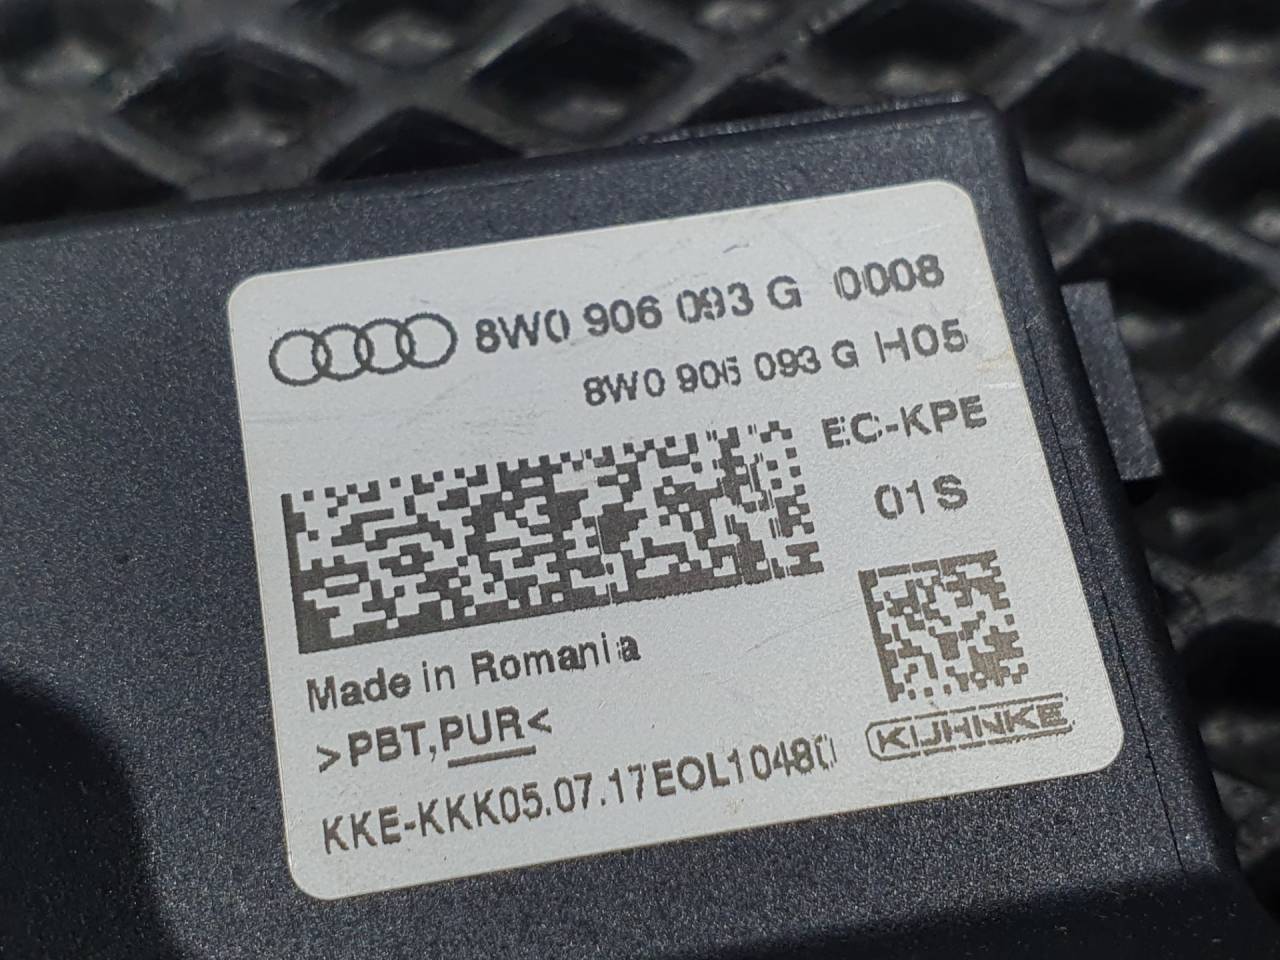 8W0 906 093 G 0008
8W0 906 093 G H05
EC-KPE
01S
Made in Romania
>PBT,PUR<
KUHNKE
KKE-KKK05.07.17EOL10480